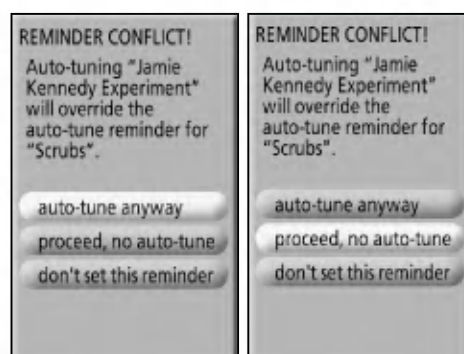 REMINDER CONFLICT!
Auto-tuning "Jamie
Kennedy Experiment"
will override the
auto-tune reminder for
"Scrubs".
auto-tune anyway
proceed, no auto-tune
don't set this reminder
REMINDER CONFLICT!
Auto-tuning "Jamie
Kennedy Experiment"
will override the
auto-tune reminder for
"Scrubs".
auto-tune anyway
proceed, no auto-tune
don't set this reminder